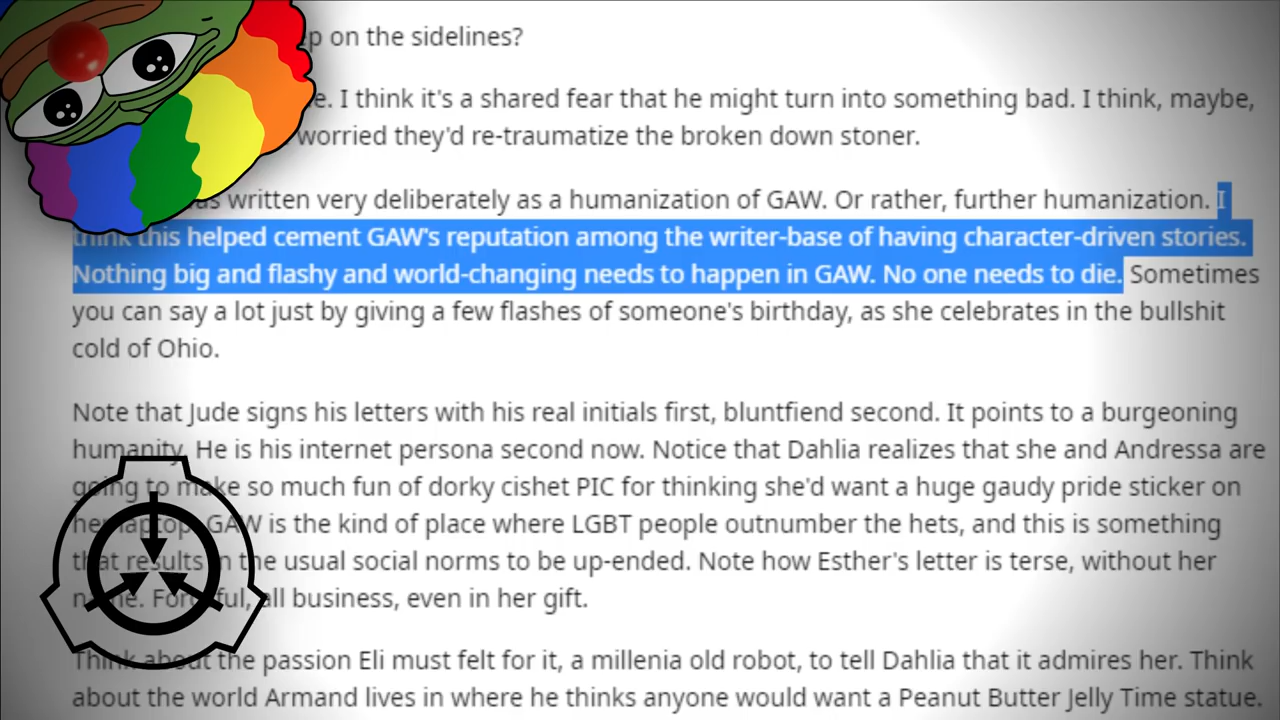 on the sidelines?
I think it's a shared fear that he might turn into something bad. I think, maybe,
worried they'd re-traumatize the broken down stoner.
written very deliberately as a humanization of GAW. Or rather, further humanization. I
think this helped cement GAW's reputation among the writer-base of having character-driven stories.
Nothing big and flashy and world-changing needs to happen in GAW. No one needs to die. Sometimes
you can say a lot just by giving a few flashes of someone's birthday, as she celebrates in the bullshit
cold of Ohio.
Note that Jude signs his letters with his real initials first, bluntfiend second. It points to a burgeoning
humanity. He is his internet persona second now. Notice that Dahlia realizes that she and Andressa are
going to make so much fun of dorky cishet PIC for thinking she'd want a huge gaudy pride sticker on
her laptop. GAW is the kind of place where LGBT people outnumber the hets, and this is something
that results in the usual social norms to be up-ended. Note how Esther's letter is terse, without her
name. Forceful, all business, even in her gift.
Think about the passion Eli must felt for it, a millenia old robot, to tell Dahlia that it admires her. Think
about the world Armand lives in where he thinks anyone would want a Peanut Butter Jelly Time statue.